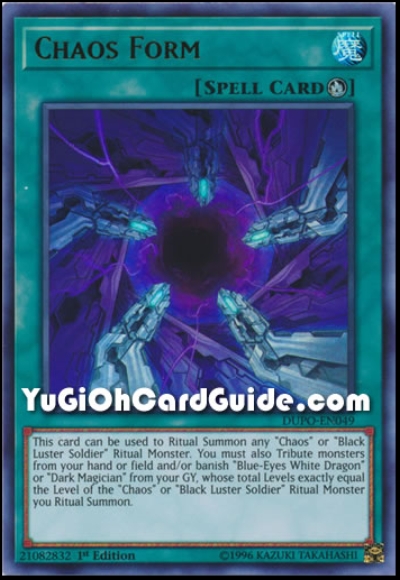 CHAOS FORM
[SPELL CARD]
YuGiOhCardGuide.com
DUPO-EN049
This card can be used to Ritual Summon any "Chaos" or "Black
Luster Soldier" Ritual Monster. You must also Tribute monsters
from your hand or field and/or banish "Blue-Eyes White Dragon"
or "Dark Magician" from your GY, whose total Levels exactly equal
the Level of the "Chaos" or "Black Luster Soldier" Ritual Monster
you Ritual Summon.
21082832 1st Edition ©1996 KAZUKI TAKAHASHI